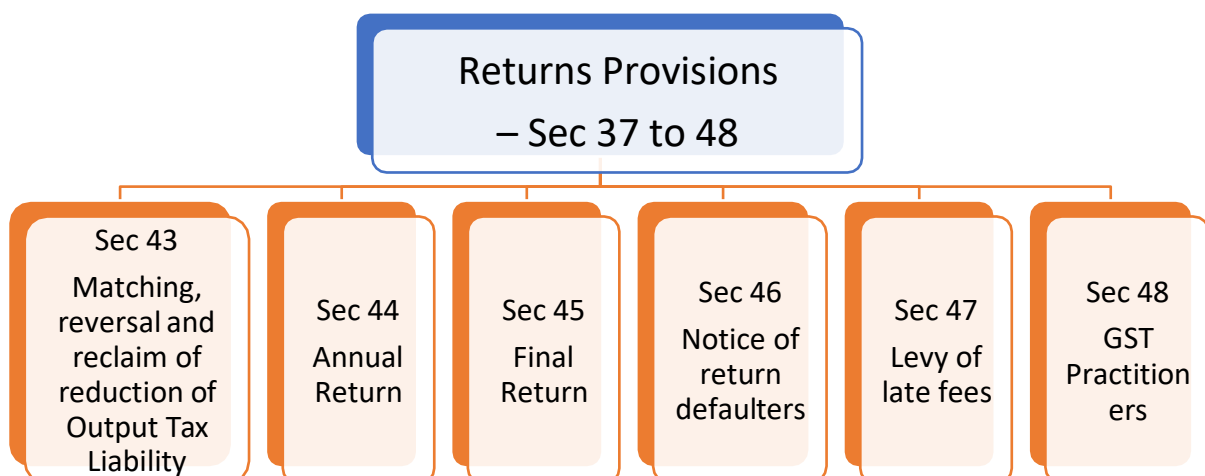 Returns Provisions
– Sec 37 to 48
Sec 43
Matching,
reversal and
reclaim of
reduction of
Output Tax
Liability
Sec 44
Annual
Return
Sec 45
Final
Return
Sec 46
Notice of
return
defaulters
Sec 47
Levy of
late fees
Sec 48
GST
Practition
ers